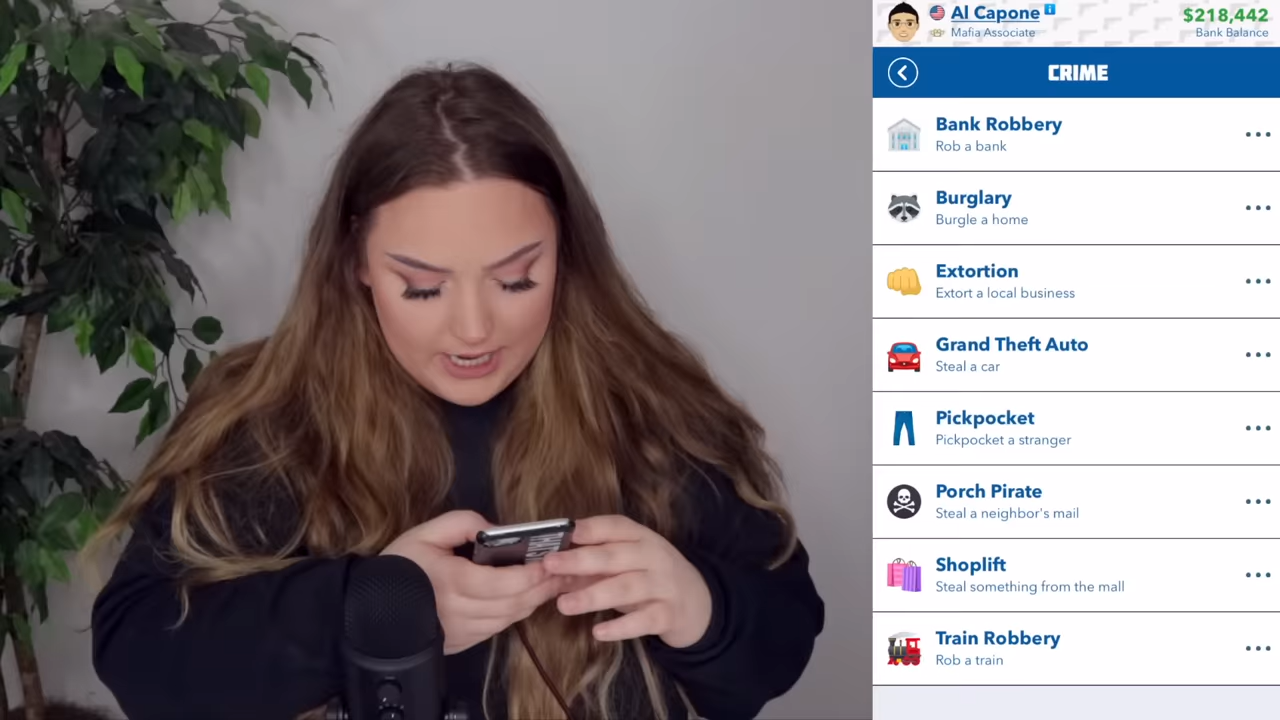 Al Capone
$218,442
Mafia Associate
Bank Balance
CRIME
Bank Robbery
Rob a bank
Burglary
Burgle a home
Extortion
Extort a local business
Grand Theft Auto
Steal a car
Pickpocket
Pickpocket a stranger
Porch Pirate
Steal a neighbor's mail
Shoplift
Steal something from the mall
Train Robbery
Rob a train